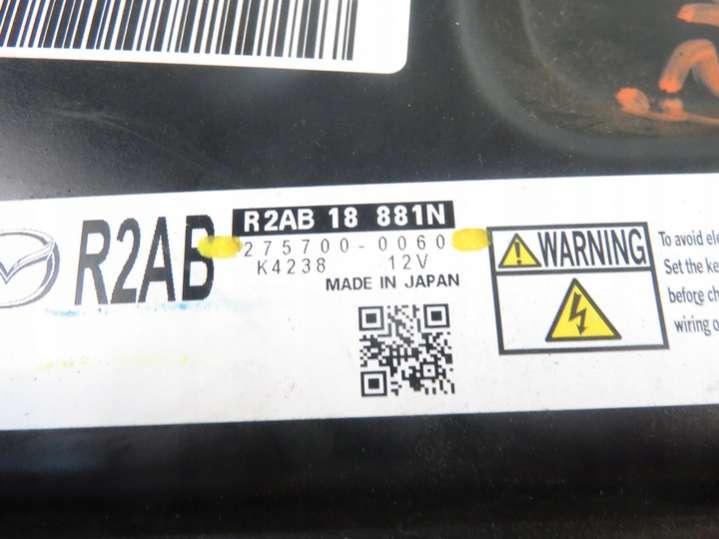 R2AB
R2AB 18 881N
275700-0060
K4238 12V
MADE IN JAPAN
WARNING
To avoid ele
Set the ke
before ch
wiring o